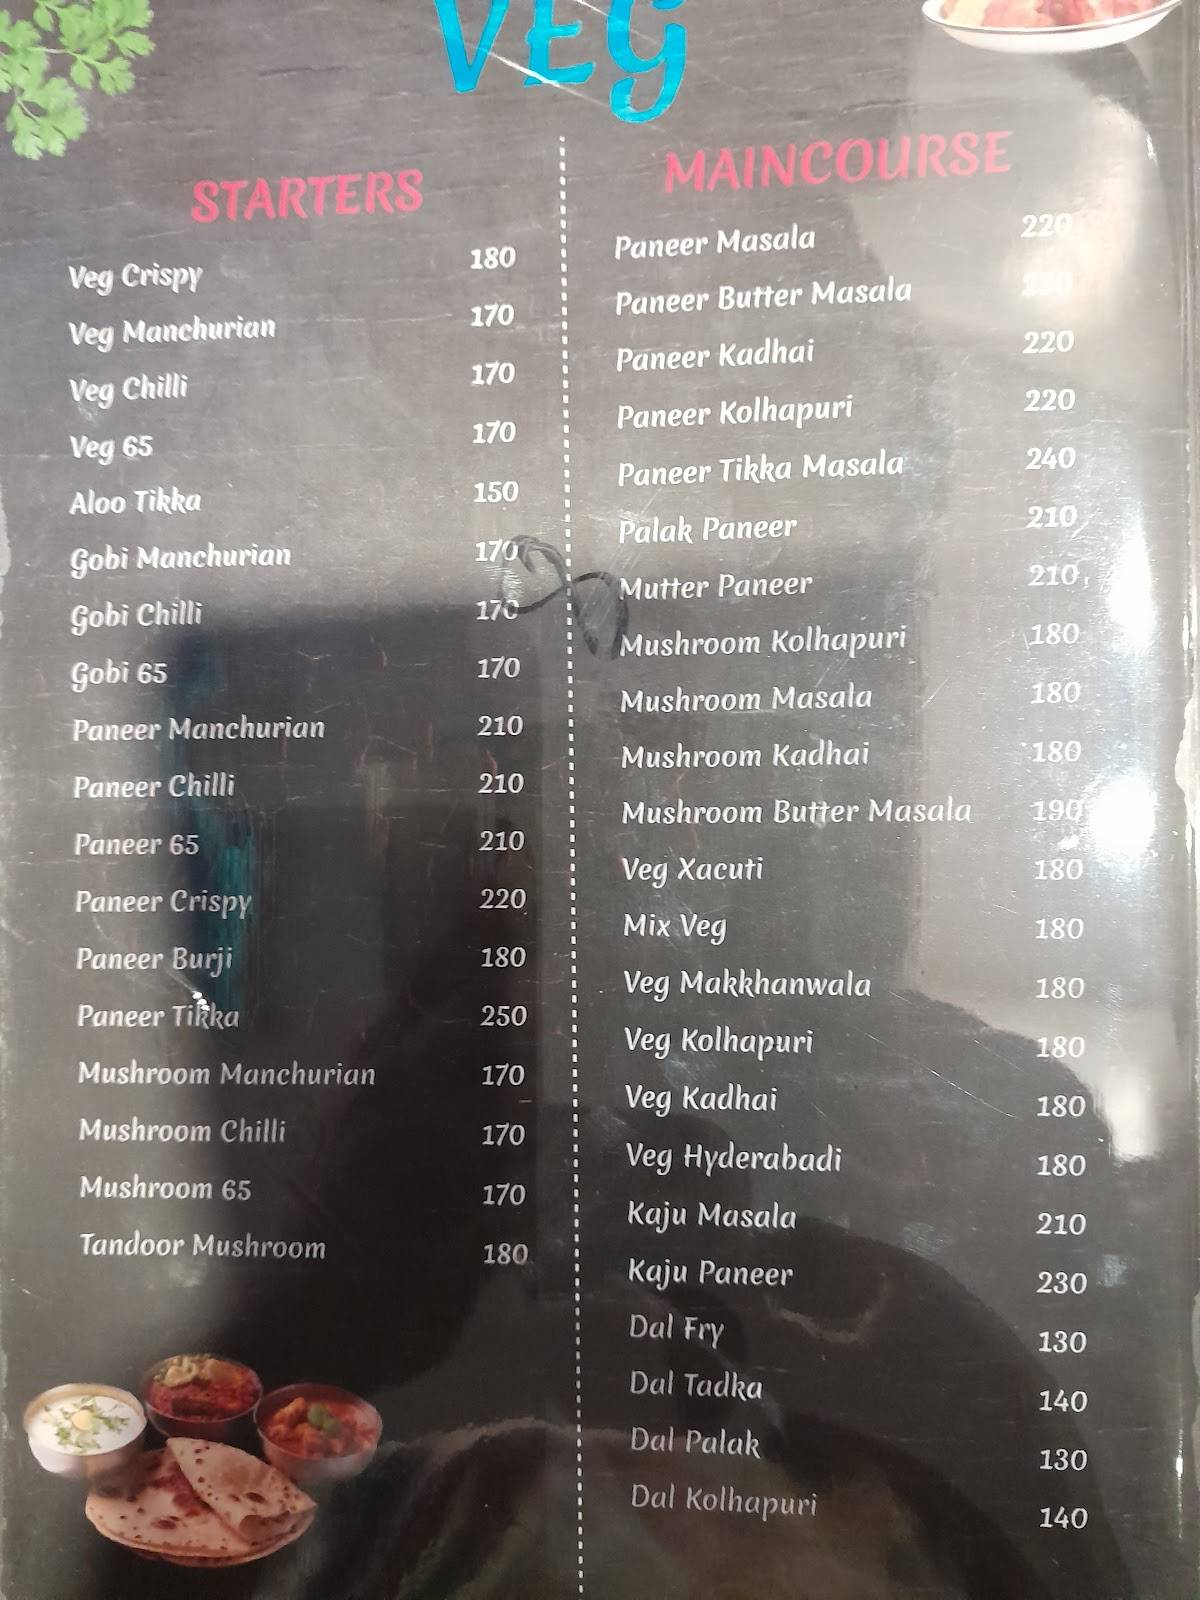 VEG
STARTERS
Veg Crispy 180
Veg Manchurian 170
Veg Chilli 170
Veg 65 170
Aloo Tikka 150
Gobi Manchurian 170
Gobi Chilli 170
Gobi 65 170
Paneer Manchurian 210
Paneer Chilli 210
Paneer 65 210
Paneer Crispy 220
Paneer Burji 180
Paneer Tikka 250
Mushroom Manchurian 170
Mushroom Chilli 170
Mushroom 65 170
Tandoor Mushroom 180
MAINCOURSE
Paneer Masala 220
Paneer Butter Masala
Paneer Kadhai 220
Paneer Kolhapuri 220
Paneer Tikka Masala 240
Palak Paneer 210
Mutter Paneer 210
Mushroom Kolhapuri 180
Mushroom Masala 180
Mushroom Kadhai 180
Mushroom Butter Masala 190
Veg Xacuti 180
Mix Veg 180
Veg Makkhanwala 180
Veg Kolhapuri 180
Veg Kadhai 180
Veg Hyderabadi 180
Kaju Masala 210
Kaju Paneer 230
Dal Fry 130
Dal Tadka 140
Dal Palak 130
Dal Kolhapuri 140